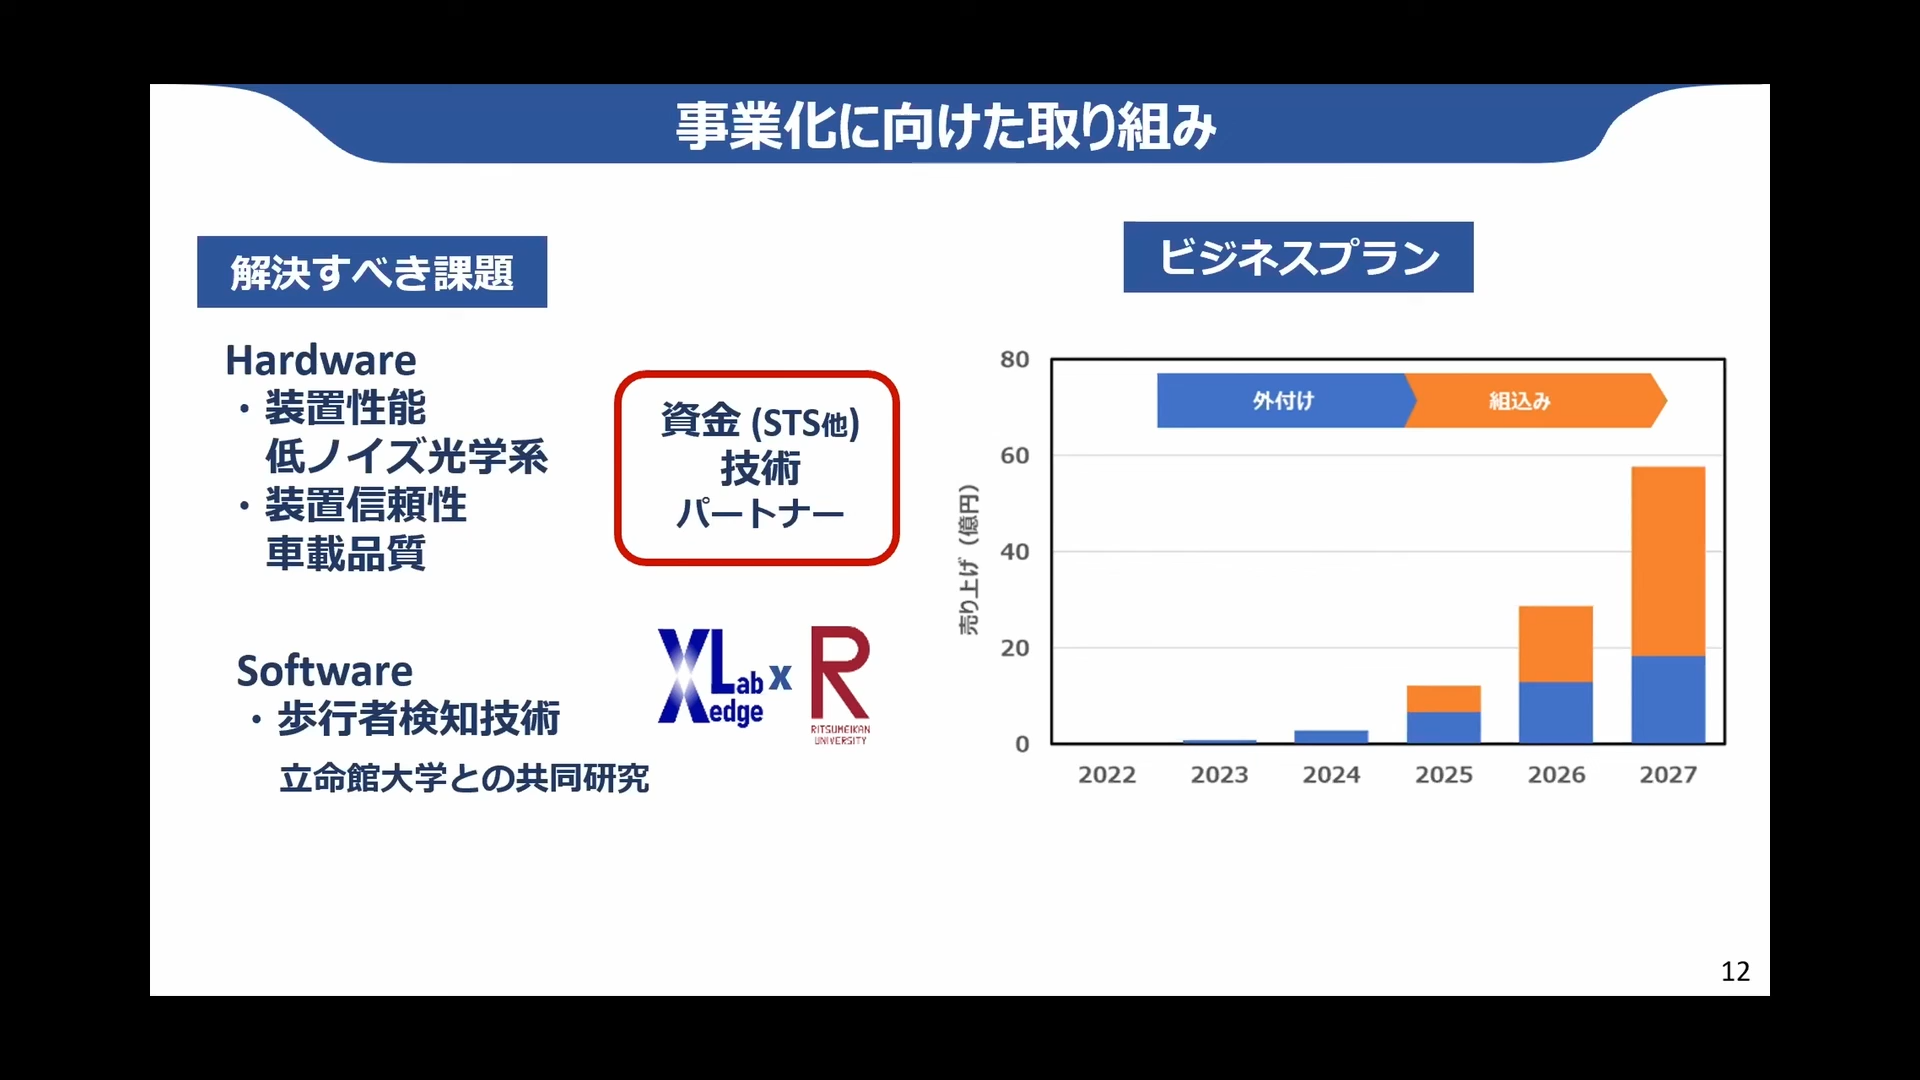 事業化に向けた取り組み
解決すべき課題
Hardware
・装置性能
低ノイズ光学系
・装置信頼性
車載品質
Software
・歩行者検知技術
立命館大学との共同研究
資金 (STS他)
技術
パートナー
XLab
Xedge
x
R
RITSUMEIKAN
UNIVERSITY
ビジネスプラン
売り上げ（億円）
80
60
40
20
0
外付け
組込み
2022 2023 2024 2025 2026 2027
12